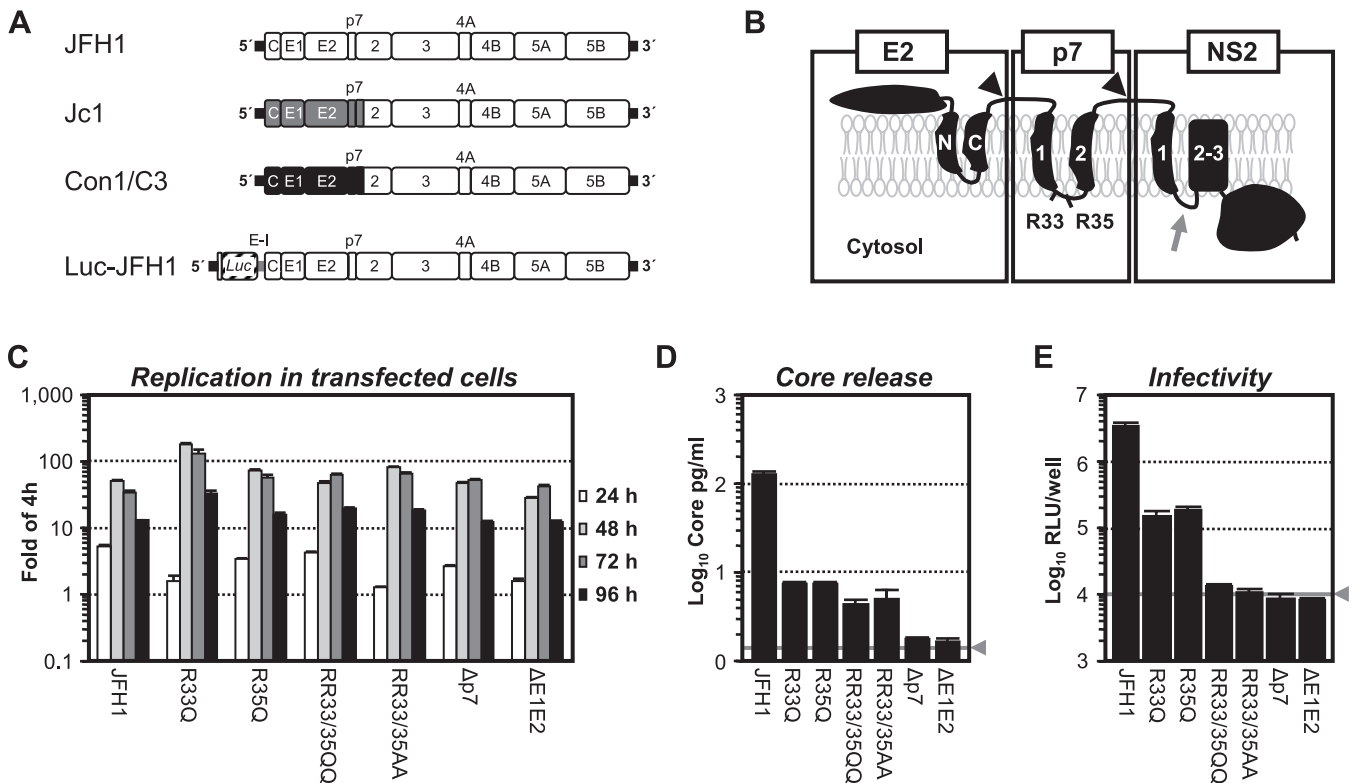 A
JFH1
5´ C E1 E2 p7 2 3 4A 4B 5A 5B 3´
Jc1
5´ C E1 E2 p7 2 3 4A 4B 5A 5B 3´
Con1/C3
5´ C E1 E2 p7 2 3 4A 4B 5A 5B 3´
Luc-JFH1
5´ Luc E-I C E1 E2 p7 2 3 4A 4B 5A 5B 3´
B
E2 p7 NS2
N C 1 2 1 2-3
R33 R35
Cytosol
C
Replication in transfected cells
Fold of 4h
1,000
100
10
1
0.1
24 h
48 h
72 h
96 h
JFH1
R33Q
R35Q
RR33/35QQ
RR33/35AA
Δp7
ΔE1E2
D
Core release
Log10 Core pg/ml
3
2
1
0
JFH1
R33Q
R35Q
RR33/35QQ
RR33/35AA
Δp7
ΔE1E2
E
Infectivity
Log10 RLU/well
7
6
5
4
3
JFH1
R33Q
R35Q
RR33/35QQ
RR33/35AA
Δp7
ΔE1E2